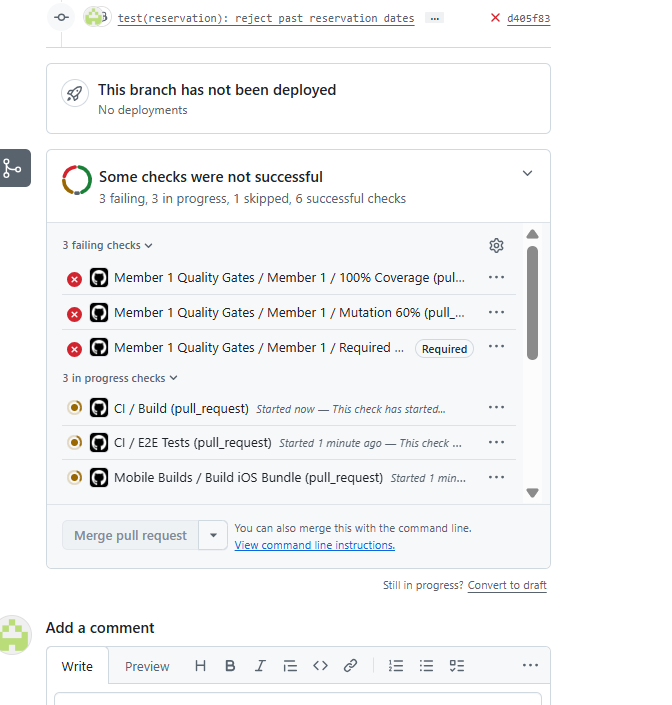 test(reservation): reject past reservation dates ... d405f83
This branch has not been deployed
No deployments
Some checks were not successful
3 failing, 3 in progress, 1 skipped, 6 successful checks
3 failing checks
Member 1 Quality Gates / Member 1 / 100% Coverage (pul...
Member 1 Quality Gates / Member 1 / Mutation 60% (pull_...
Member 1 Quality Gates / Member 1 / Required ... Required
3 in progress checks
CI / Build (pull_request) Started now — This check has started...
CI / E2E Tests (pull_request) Started 1 minute ago — This check ...
Mobile Builds / Build iOS Bundle (pull_request) Started 1 min...
Merge pull request
You can also merge this with the command line.
View command line instructions.
Still in progress? Convert to draft
Add a comment
Write Preview H B I